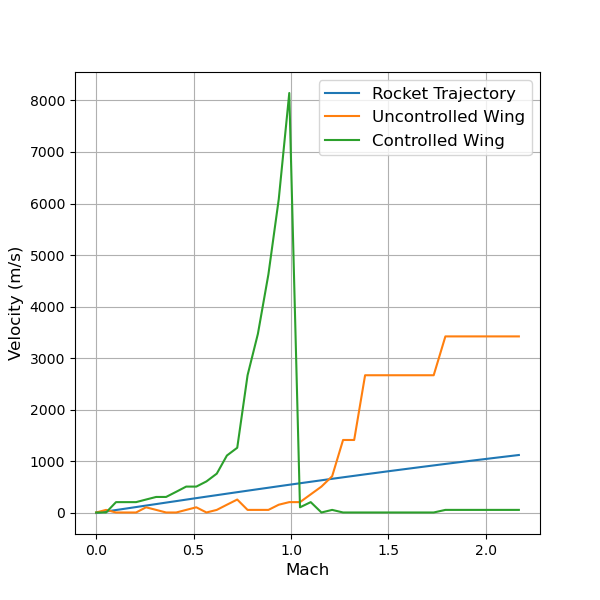 Rocket Trajectory
Uncontrolled Wing
Controlled Wing
Velocity (m/s)
8000
7000
6000
5000
4000
3000
2000
1000
0
0.0 0.5 1.0 1.5 2.0
Mach